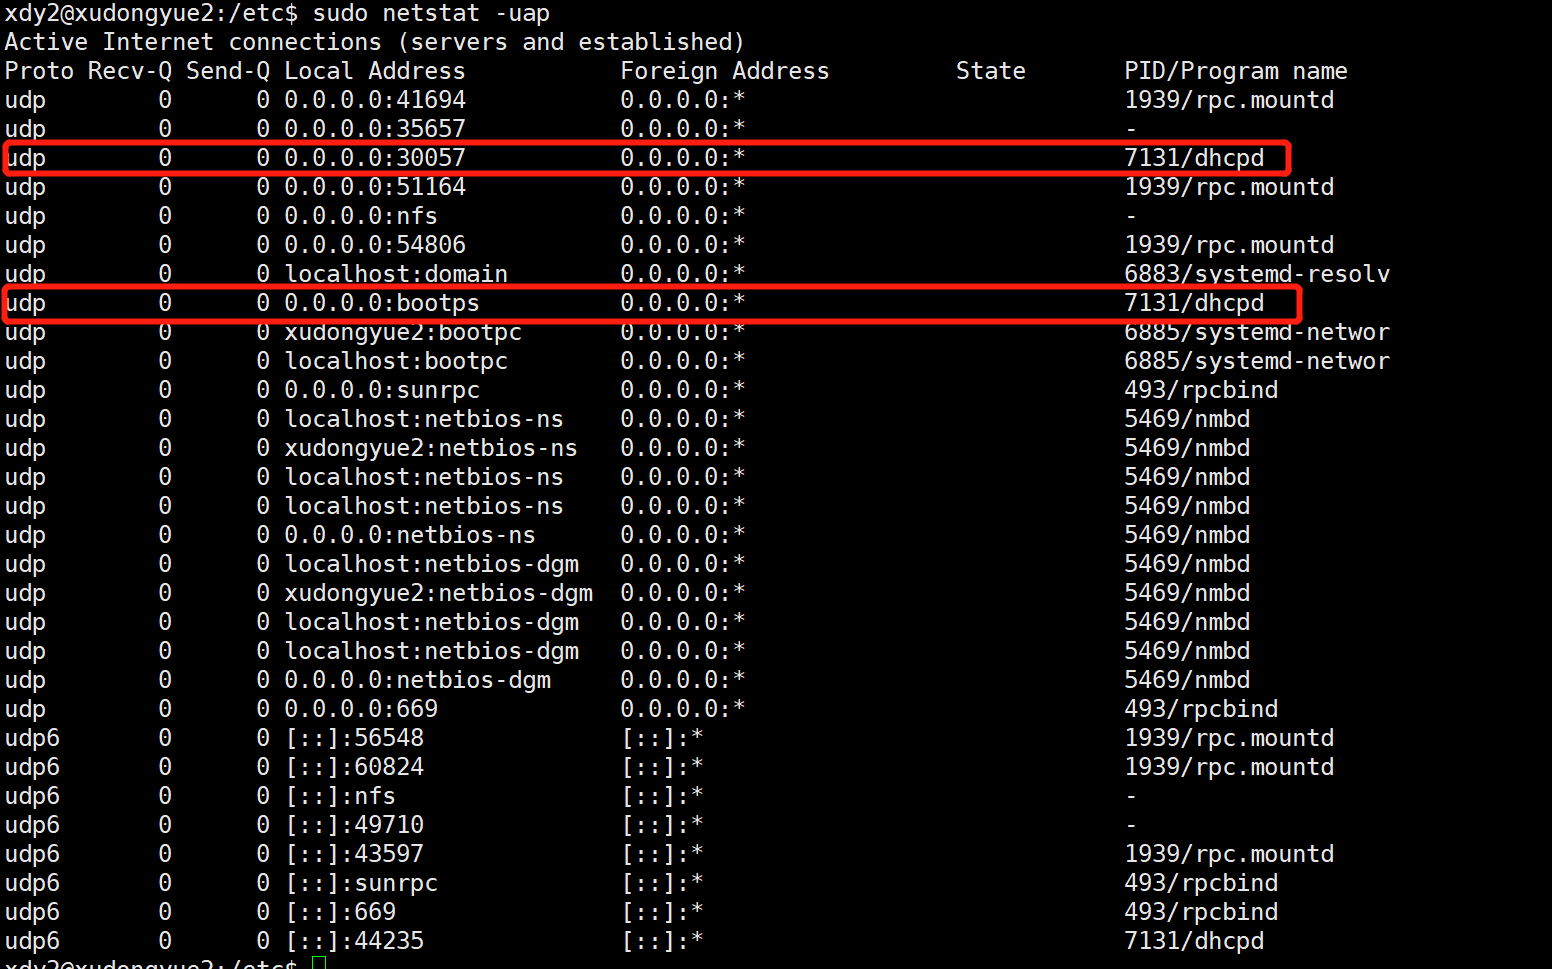 xdy2@xudongyue2:/etc$ sudo netstat -uap
Active Internet connections (servers and established)
Proto Recv-Q Send-Q Local Address           Foreign Address         State       PID/Program name
udp        0      0 0.0.0.0:41694           0.0.0.0:*                           1939/rpc.mountd
udp        0      0 0.0.0.0:35657           0.0.0.0:*                           -
udp        0      0 0.0.0.0:30057           0.0.0.0:*                           7131/dhcpd
udp        0      0 0.0.0.0:51164           0.0.0.0:*                           1939/rpc.mountd
udp        0      0 0.0.0.0:nfs             0.0.0.0:*                           -
udp        0      0 0.0.0.0:54806           0.0.0.0:*                           1939/rpc.mountd
udp        0      0 localhost:domain        0.0.0.0:*                           6883/systemd-resolv
udp        0      0 0.0.0.0:bootps          0.0.0.0:*                           7131/dhcpd
udp        0      0 xudongyue2:bootpc       0.0.0.0:*                           6885/systemd-networ
udp        0      0 localhost:bootpc        0.0.0.0:*                           6885/systemd-networ
udp        0      0 0.0.0.0:sunrpc          0.0.0.0:*                           493/rpcbind
udp        0      0 localhost:netbios-ns    0.0.0.0:*                           5469/nmbd
udp        0      0 xudongyue2:netbios-ns   0.0.0.0:*                           5469/nmbd
udp        0      0 localhost:netbios-ns    0.0.0.0:*                           5469/nmbd
udp        0      0 localhost:netbios-ns    0.0.0.0:*                           5469/nmbd
udp        0      0 0.0.0.0:netbios-ns      0.0.0.0:*                           5469/nmbd
udp        0      0 localhost:netbios-dgm   0.0.0.0:*                           5469/nmbd
udp        0      0 xudongyue2:netbios-dgm  0.0.0.0:*                           5469/nmbd
udp        0      0 localhost:netbios-dgm   0.0.0.0:*                           5469/nmbd
udp        0      0 localhost:netbios-dgm   0.0.0.0:*                           5469/nmbd
udp        0      0 0.0.0.0:netbios-dgm     0.0.0.0:*                           5469/nmbd
udp        0      0 0.0.0.0:669             0.0.0.0:*                           493/rpcbind
udp6       0      0 [::]:56548              [::]:*                              1939/rpc.mountd
udp6       0      0 [::]:60824              [::]:*                              1939/rpc.mountd
udp6       0      0 [::]:nfs                [::]:*                              -
udp6       0      0 [::]:49710              [::]:*                              -
udp6       0      0 [::]:43597              [::]:*                              1939/rpc.mountd
udp6       0      0 [::]:sunrpc             [::]:*                              493/rpcbind
udp6       0      0 [::]:669                [::]:*                              493/rpcbind
udp6       0      0 [::]:44235              [::]:*                              7131/dhcpd
xdy2@xudongyue2:/etc$